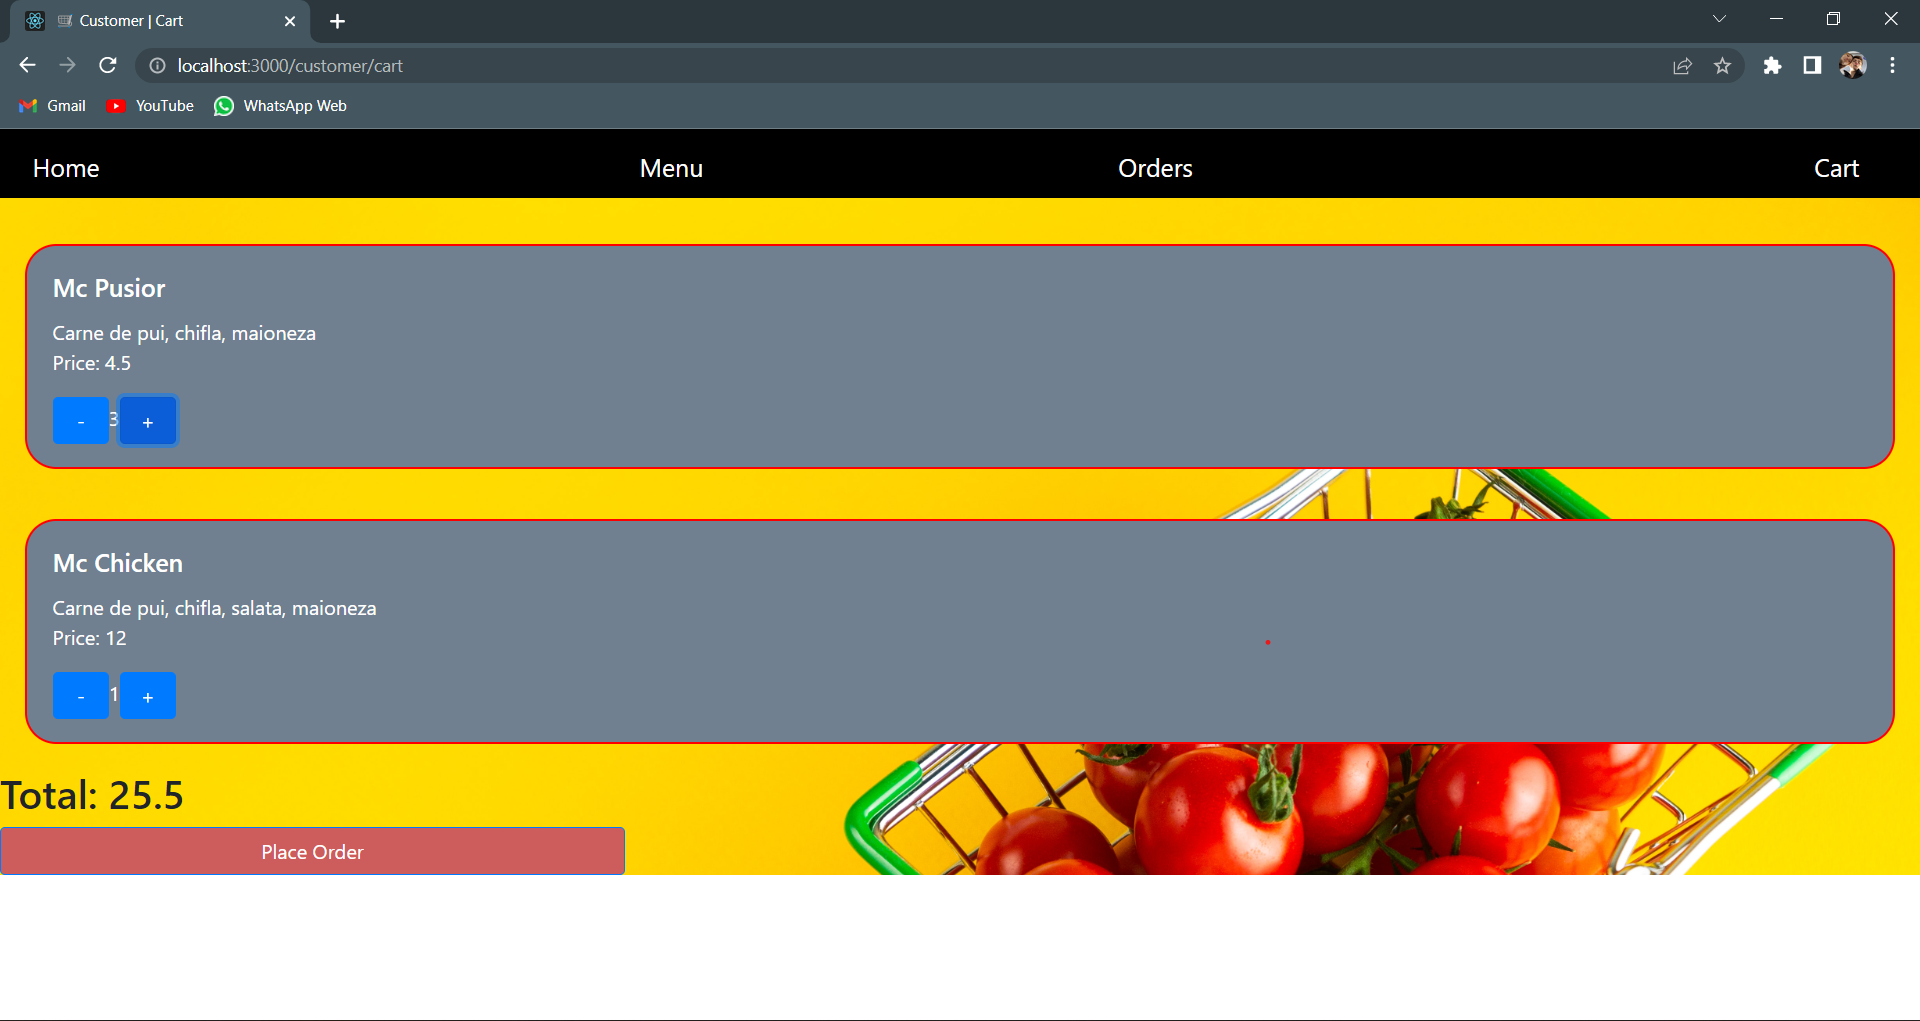 Customer | Cart
localhost:3000/customer/cart
Gmail YouTube WhatsApp Web
Home Menu Orders Cart
Mc Pusior
Carne de pui, chifla, maioneza
Price: 4.5
- 3 +
Mc Chicken
Carne de pui, chifla, salata, maioneza
Price: 12
- 1 +
Total: 25.5
Place Order